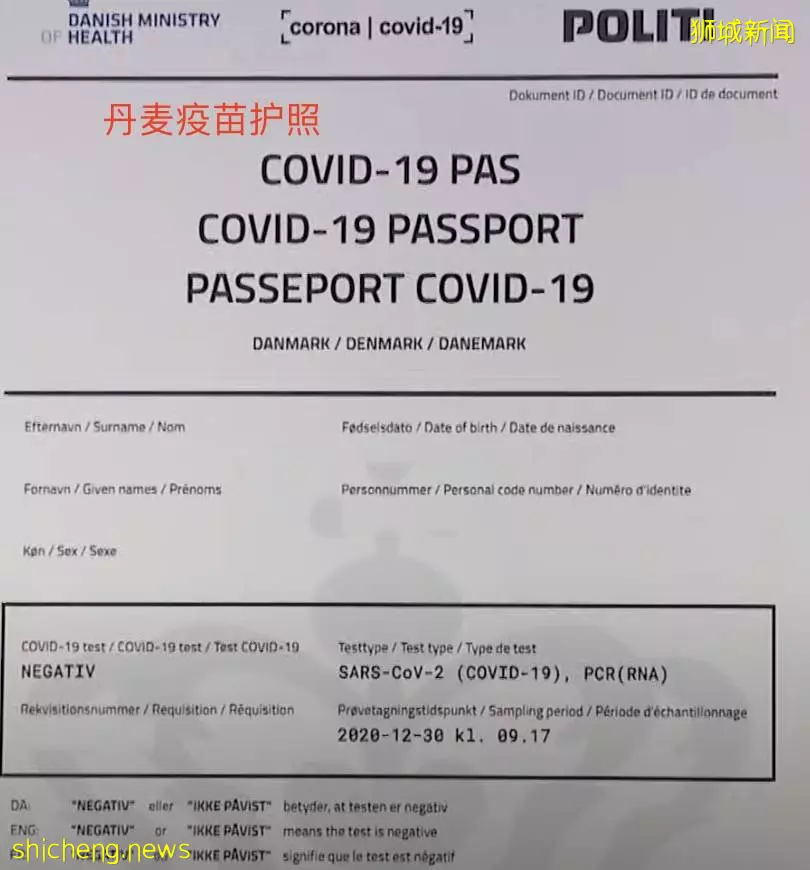 DANISH MINISTRY
OF HEALTH
[corona | covid-19]
POLITI
狮城新闻
Dokument ID / Document ID / ID de document
丹麦疫苗护照
COVID-19 PAS
COVID-19 PASSPORT
PASSEPORT COVID-19
DANMARK / DENMARK / DANEMARK
Efternavn / Surname / Nom
Fødselsdato / Date of birth / Date de naissance
Fornavn / Given names / Prénoms
Personnummer / Personal code number / Numéro d'identite
Køn / Sex / Sexe
COVID-19 test / COVID-19 test / Test COVID-19
Testtype / Test type / Type de test
NEGATIV
SARS-CoV-2 (COVID-19), PCR(RNA)
Rekvisitionsnummer / Requisition / Réquisition
Prøvetagningstidspunkt / Sampling period / Période d'échantillonnage
2020-12-30 kl. 09.17
DA: "NEGATIV" eller "IKKE PÅVIST" betyder, at testen er negativ
ENG: "NEGATIV" or "IKKE PÅVIST" means the test is negative
"NEGATIV" "IKKE PÅVIST" signifie que le test est négatif
shicheng.news